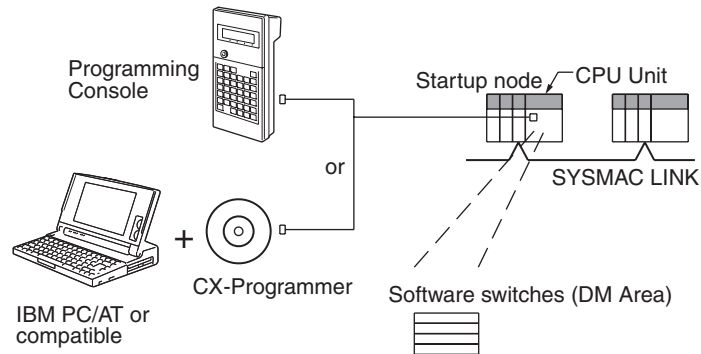 Programming
Console
Startup node
CPU Unit
or
SYSMAC LINK
+
CX-Programmer
IBM PC/AT or
compatible
Software switches (DM Area)